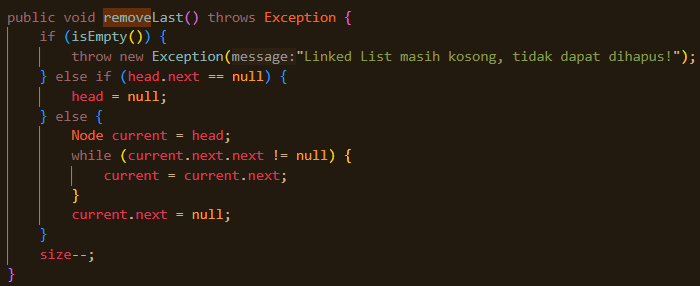 public void removeLast() throws Exception {
    if (isEmpty()) {
        throw new Exception(message:"Linked List masih kosong, tidak dapat dihapus!");
    } else if (head.next == null) {
        head = null;
    } else {
        Node current = head;
        while (current.next.next != null) {
            current = current.next;
        }
        current.next = null;
    }
    size--;
}